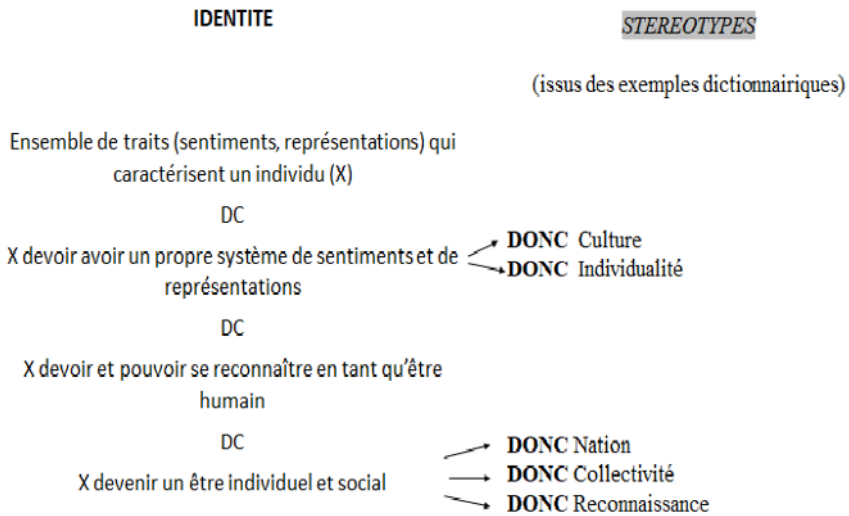 IDENTITE
STEREOTYPES
(issus des exemples dictionnairiques)
Ensemble de traits (sentiments, représentations) qui
caractérisent un individu (X)
DC
X devoir avoir un propre système de sentiments et de
représentations
DONC Culture
DONC Individualité
DC
X devoir et pouvoir se reconnaître en tant qu'être
humain
DC
X devenir un être individuel et social
DONC Nation
DONC Collectivité
DONC Reconnaissance